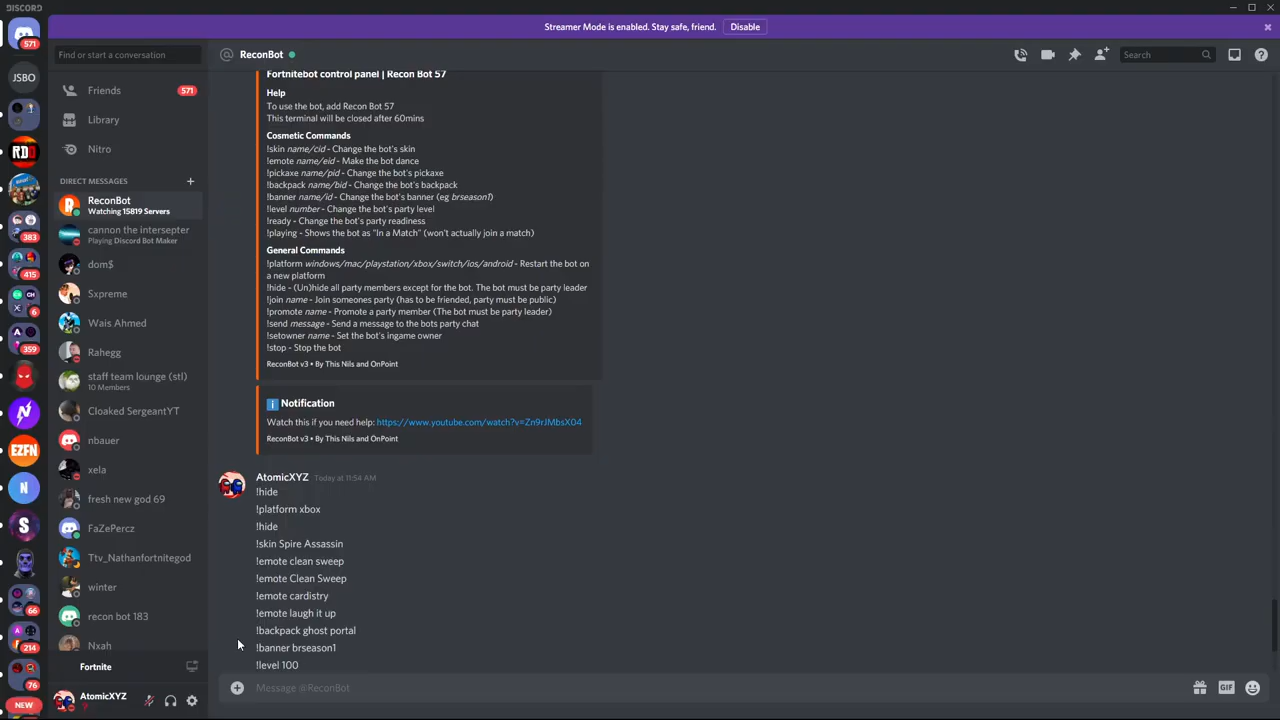 DISCORD
Streamer Mode is enabled. Stay safe, friend. Disable
571
Find or start a conversation
ReconBot
Search
JSBO
Friends 571
Library
Nitro
DIRECT MESSAGES
ReconBot
Watching 15819 Servers
cannon the intersepter
Playing Discord Bot Maker
dom$
Sxpreme
Wais Ahmed
Rahegg
staff team lounge (stl)
10 Members
Cloaked SergeantYT
nbauer
xela
fresh new god 69
FaZePercz
Ttv_Nathanfortnitegod
winter
recon bot 183
Nxah
Fortnite
AtomicXYZ
RDO
383
415
6
359
EZFN
N
S
66
214
76
NEW
Fortnitebot control panel | Recon Bot 57
Help
To use the bot, add Recon Bot 57
This terminal will be closed after 60mins
Cosmetic Commands
!skin name/cid - Change the bot's skin
!emote name/eid - Make the bot dance
!pickaxe name/pid - Change the bot's pickaxe
!backpack name/bid - Change the bot's backpack
!banner name/id - Change the bot's banner (eg brseason1)
!level number - Change the bot's party level
!ready - Change the bot's party readiness
!playing - Shows the bot as "In a Match" (won't actually join a match)
General Commands
!platform windows/mac/playstation/xbox/switch/ios/android - Restart the bot on
a new platform
!hide - (Un)hide all party members except for the bot. The bot must be party leader
!join name - Join someones party (has to be friended, party must be public)
!promote name - Promote a party member (The bot must be party leader)
!send message - Send a message to the bots party chat
!setowner name - Set the bot's ingame owner
!stop - Stop the bot
ReconBot v3 • By This Nils and OnPoint
Notification
Watch this if you need help: https://www.youtube.com/watch?v=Zn9rJMbsX04
ReconBot v3 • By This Nils and OnPoint
AtomicXYZ Today at 11:54 AM
!hide
!platform xbox
!hide
!skin Spire Assassin
!emote clean sweep
!emote Clean Sweep
!emote cardistry
!emote laugh it up
!backpack ghost portal
!banner brseason1
!level 100
Message @ReconBot
GIF